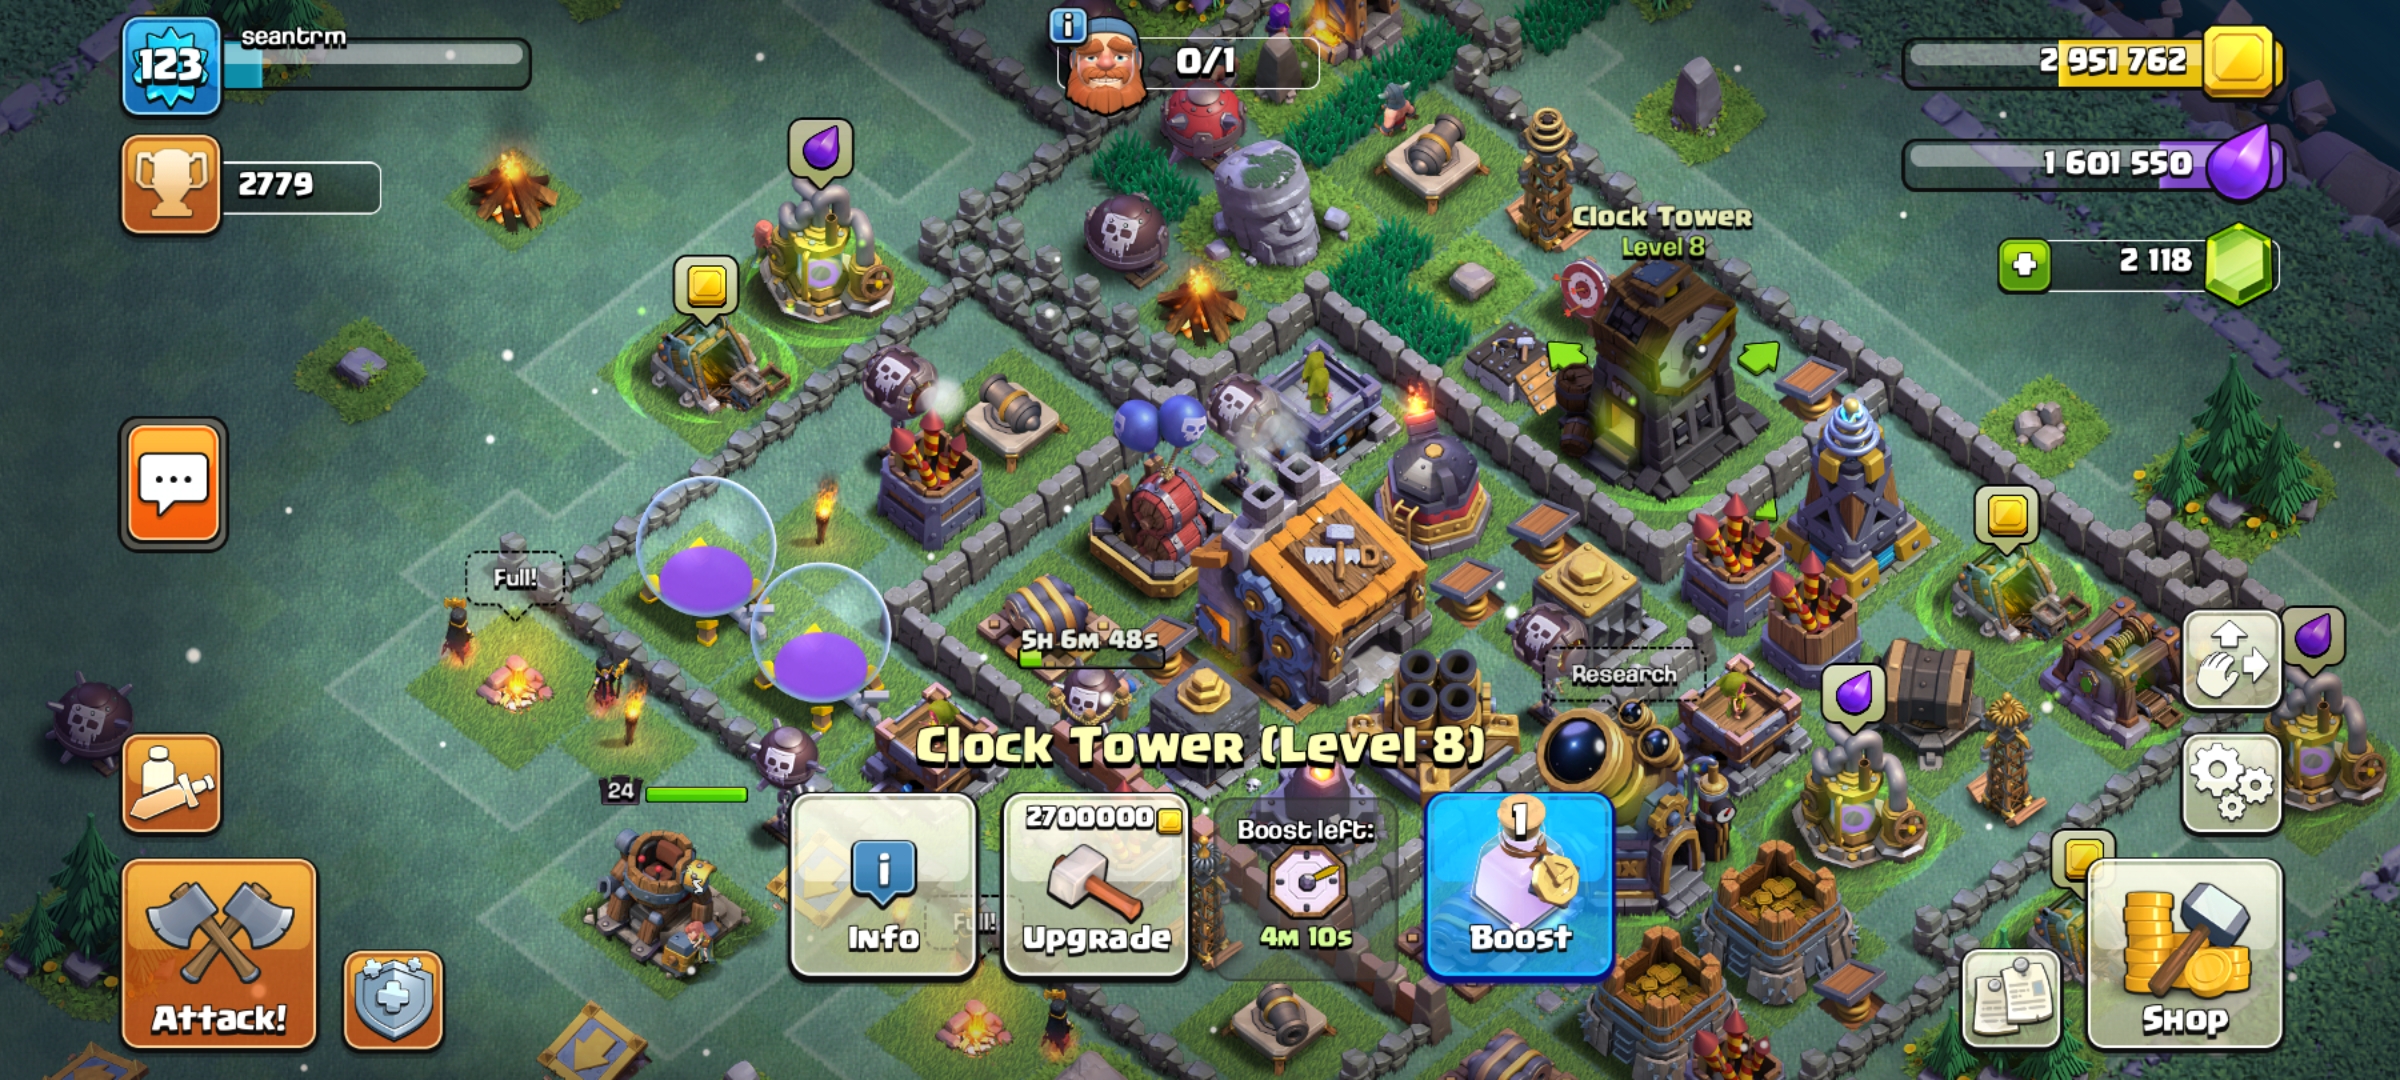 123
seantrm
0/1
2 951 762
2779
1 601 550
Clock Tower
Level 8
2 118
Full!
5H 6M 48S
Research
Clock Tower (Level 8)
24
2700000
Boost left:
1
Info
Full!
Upgrade
4M 10S
Boost
Attack!
Shop